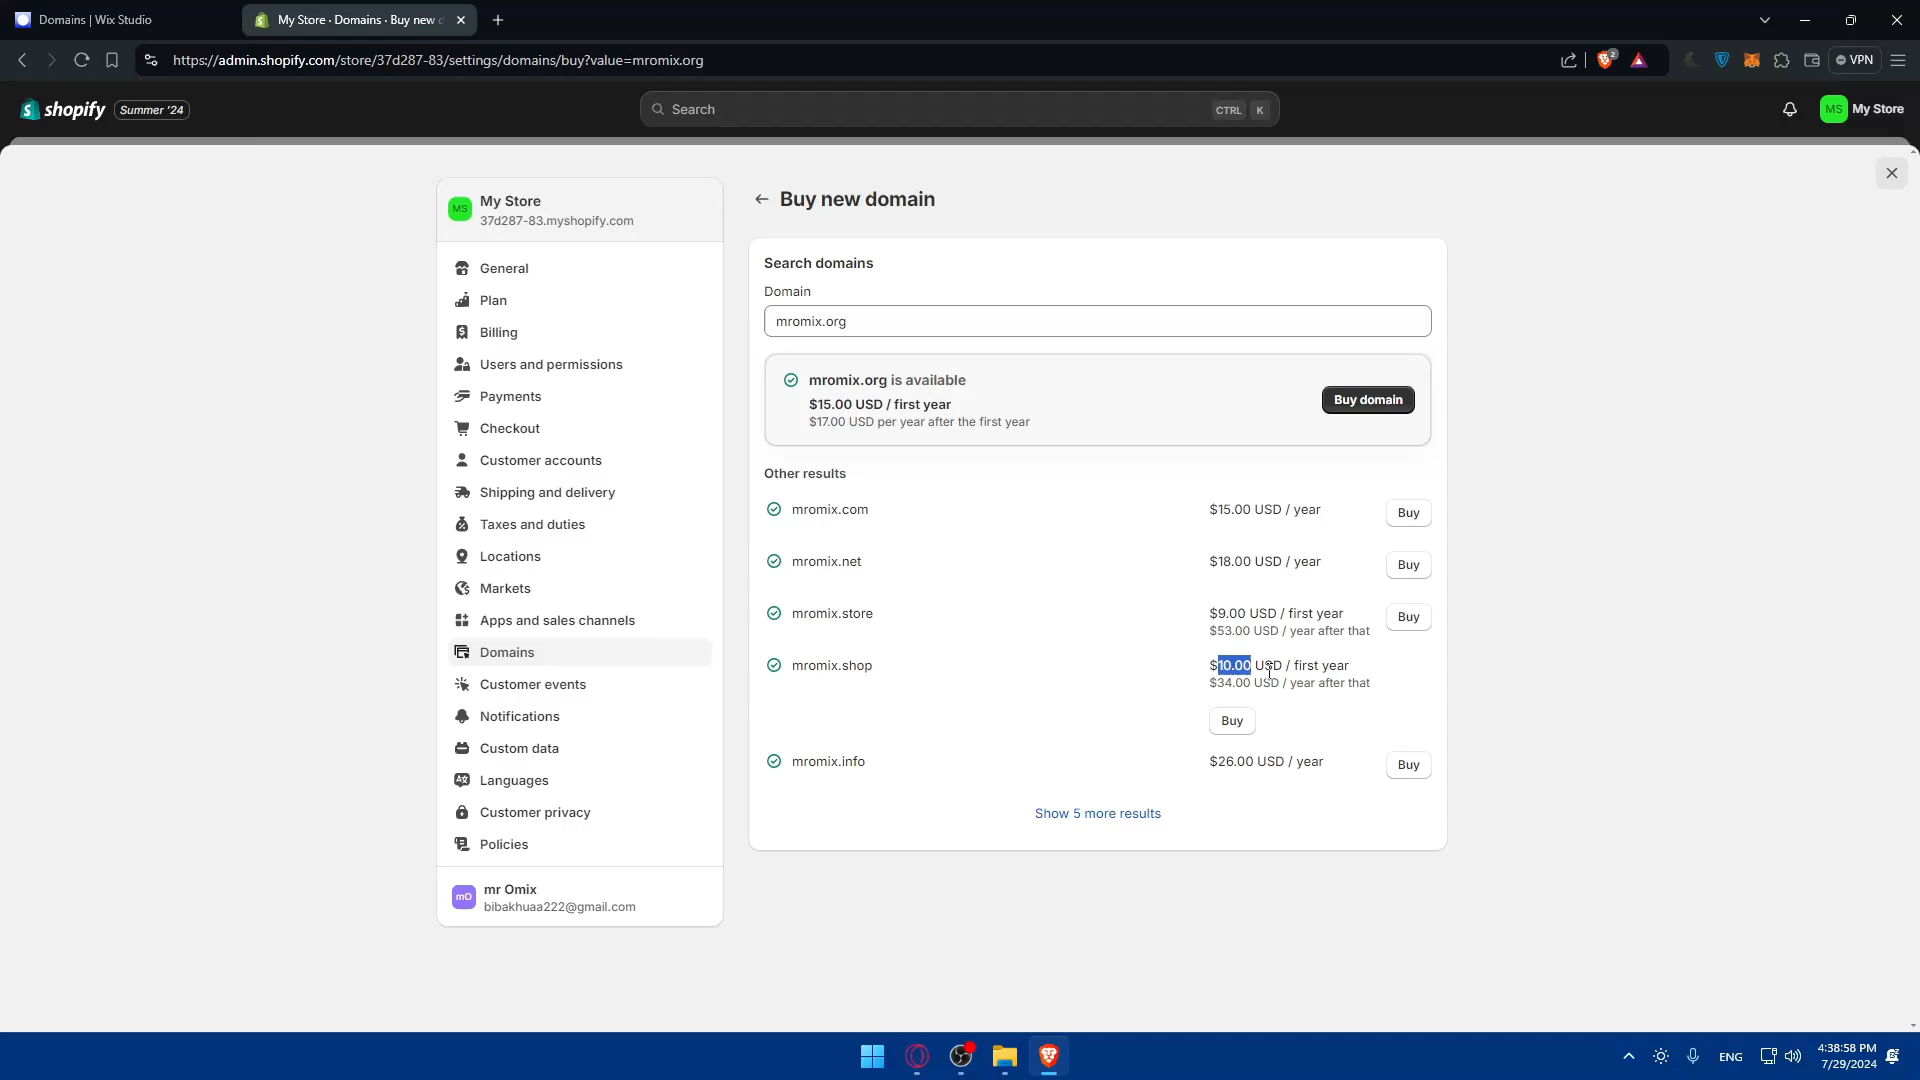 Domains | Wix Studio
My Store · Domains · Buy new d
https://admin.shopify.com/store/37d287-83/settings/domains/buy?value=mromix.org
2
VPN
shopify
Summer '24
Search
CTRL K
MS
My Store
MS
My Store
37d287-83.myshopify.com
General
Plan
Billing
Users and permissions
Payments
Checkout
Customer accounts
Shipping and delivery
Taxes and duties
Locations
Markets
Apps and sales channels
Domains
Customer events
Notifications
Custom data
Languages
Customer privacy
Policies
mO
mr Omix
bibakhuaa222@gmail.com
Buy new domain
Search domains
Domain
mromix.org
mromix.org is available
$15.00 USD / first year
$17.00 USD per year after the first year
Buy domain
Other results
mromix.com $15.00 USD / year Buy
mromix.net $18.00 USD / year Buy
mromix.store $9.00 USD / first year Buy
$53.00 USD / year after that
mromix.shop $10.00 USD / first year
$34.00 USD / year after that
Buy
mromix.info $26.00 USD / year Buy
Show 5 more results
ENG
4:38:58 PM
7/29/2024